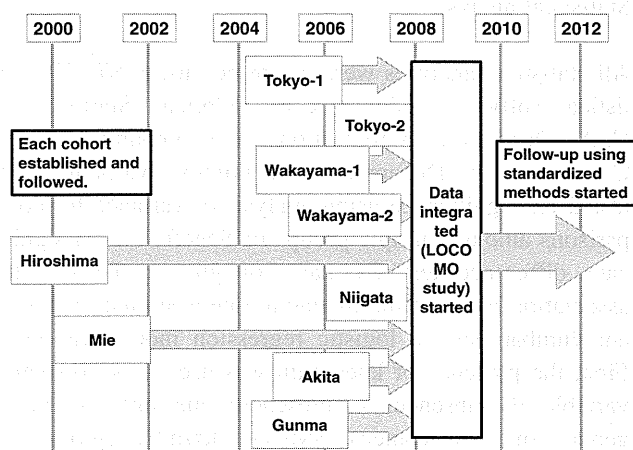 2000 2002 2004 2006 2008 2010 2012
Tokyo-1
Tokyo-2
Each cohort
established and
followed.
Wakayama-1
Wakayama-2
Hiroshima
Niigata
Mie
Akita
Gunma
Data
integra
ted
(LOCO
MO
study)
started
Follow-up using
standardized
methods started